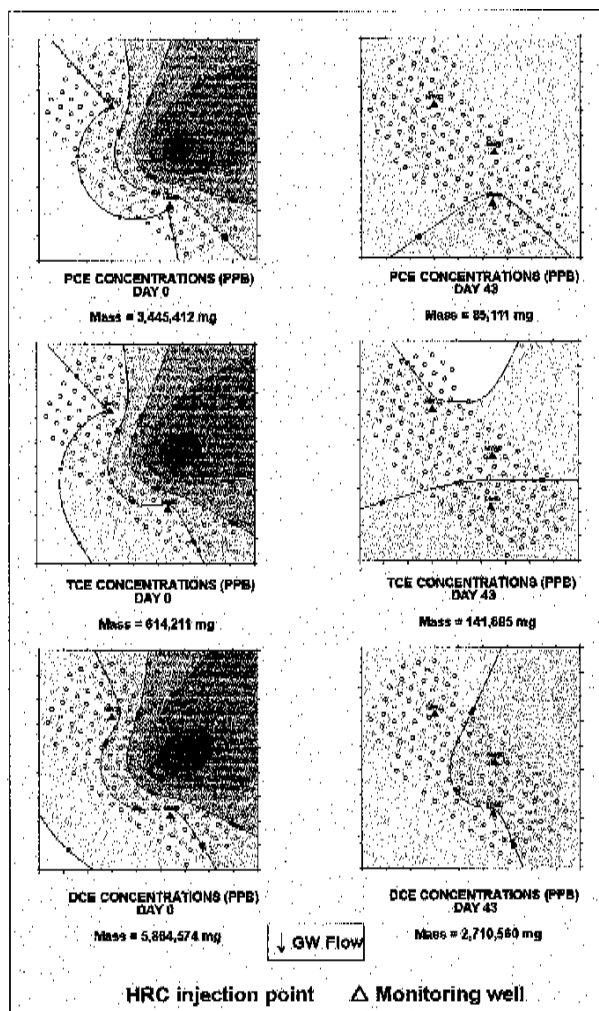 PCE CONCENTRATIONS (PPB)
DAY 0
Mass = 3,445,412 mg
PCE CONCENTRATIONS (PPB)
DAY 43
Mass = 85,111 mg
TCE CONCENTRATIONS (PPB)
DAY 0
Mass = 614,211 mg
TCE CONCENTRATIONS (PPB)
DAY 43
Mass = 141,685 mg
DCE CONCENTRATIONS (PPB)
DAY 0
Mass = 5,864,574 mg
DCE CONCENTRATIONS (PPB)
DAY 43
Mass = 2,710,560 mg
↓ GW Flow
HRC injection point △ Monitoring well